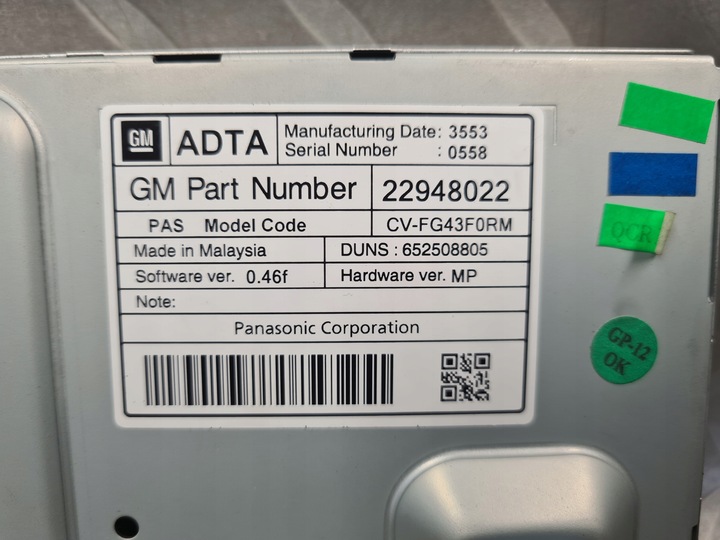 GM ADTA Manufacturing Date: 3553
Serial Number : 0558
GM Part Number 22948022
PAS Model Code CV-FG43F0RM
Made in Malaysia DUNS : 652508805
Software ver. 0.46f Hardware ver. MP
Note:
Panasonic Corporation
QCR
GP-12
OK